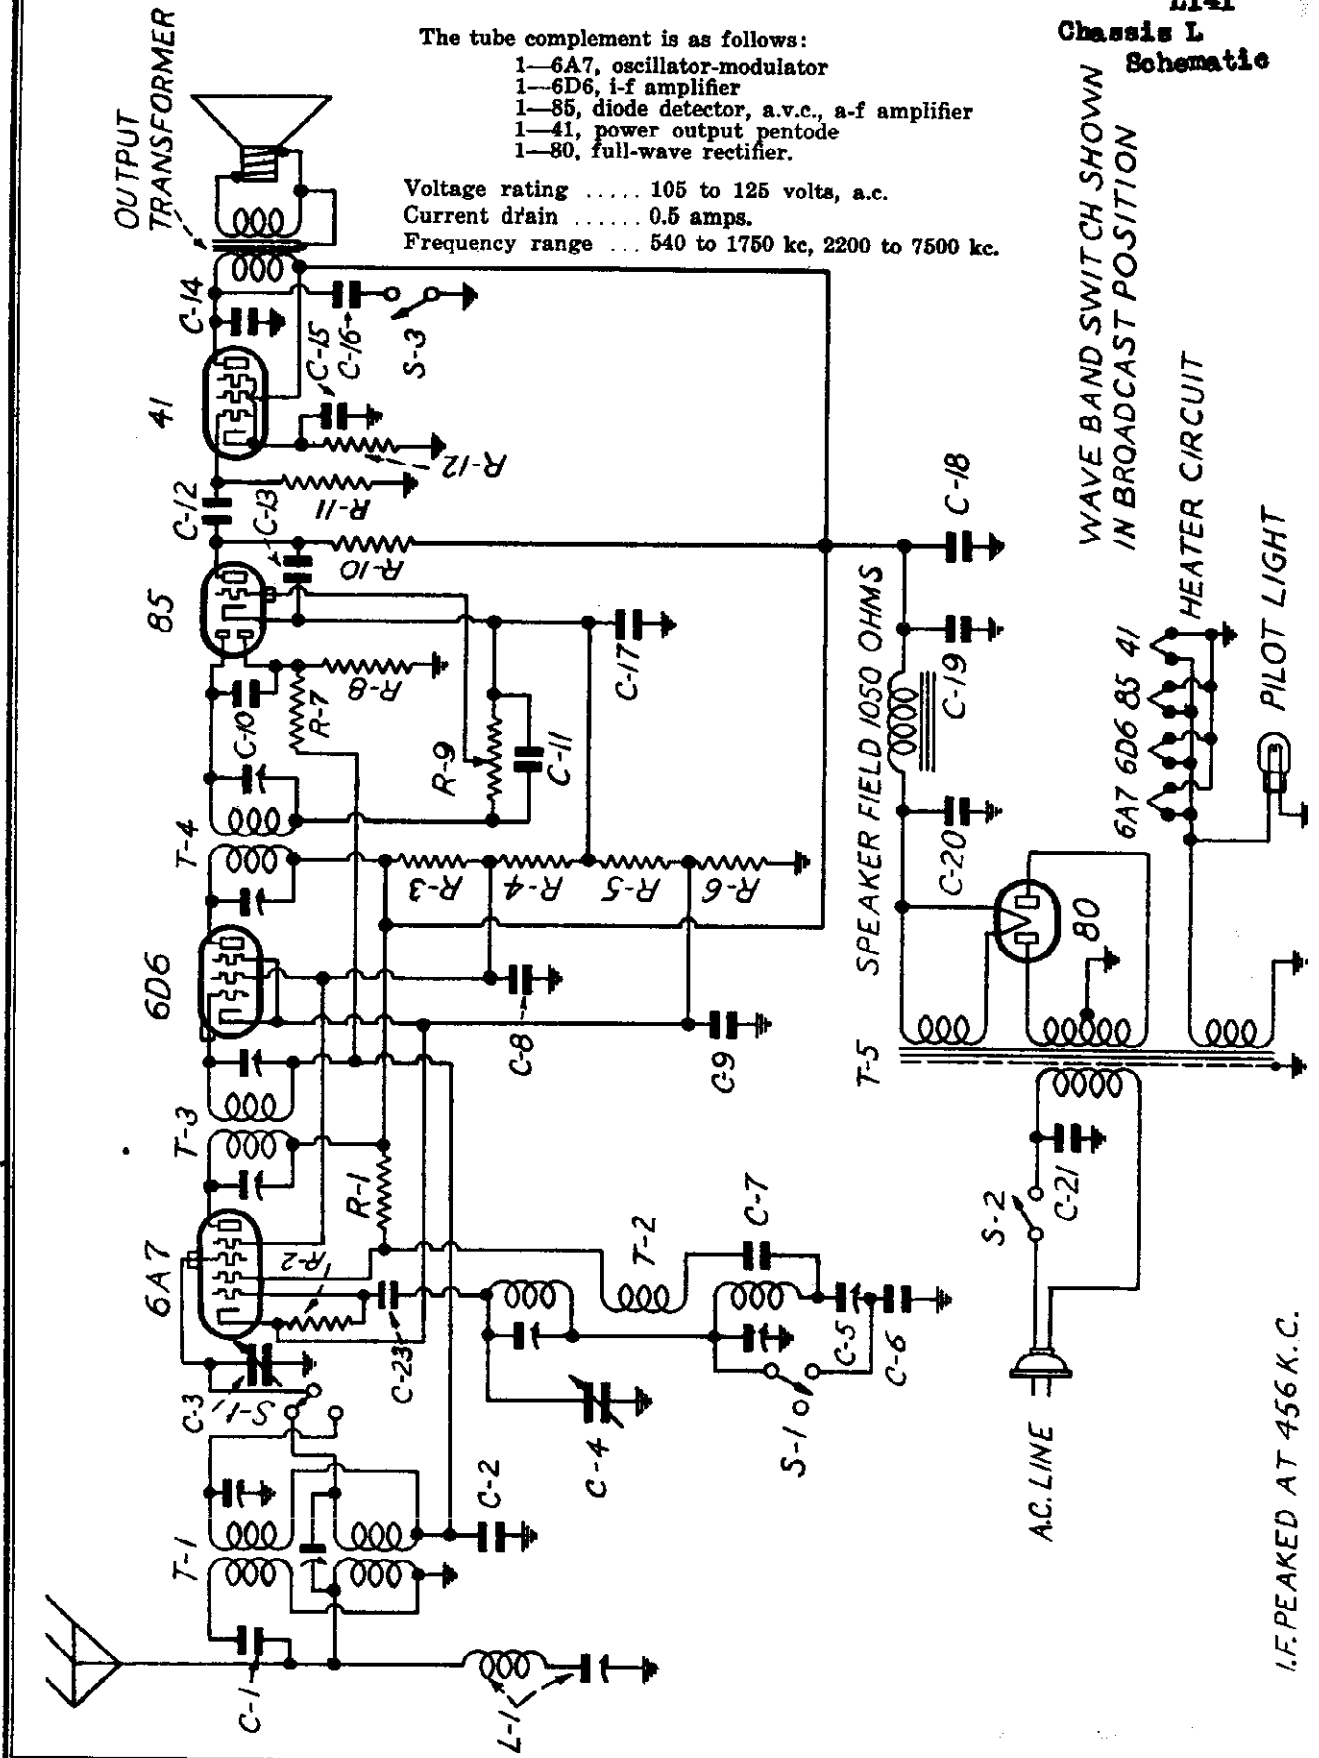 L141
Chassis L
Schematic
The tube complement is as follows:
1—6A7, oscillator-modulator
1—6D6, i-f amplifier
1—85, diode detector, a.v.c., a-f amplifier
1—41, power output pentode
1—80, full-wave rectifier.
Voltage rating ..... 105 to 125 volts, a.c.
Current drain ...... 0.5 amps.
Frequency range ... 540 to 1750 kc, 2200 to 7500 kc.
OUTPUT
TRANSFORMER
WAVE BAND SWITCH SHOWN
IN BROADCAST POSITION
C-14
C-15
C-16
S-3
41
R-12
R-11
C-12
C-13
R-10
85
C-18
HEATER CIRCUIT
C-10
R-7
R-8
R-9
C-11
C-17
SPEAKER FIELD 1050 OHMS
C-19
6A7 6D6 85 41
PILOT LIGHT
T-4
R-3
R-4
R-5
R-6
C-20
80
6D6
C-8
C-9
T-5
T-3
R-1
6A7
R-2
T-2
C-7
S-2
C-21
C-3
S-1
C-23
C-5
C-6
C-4
S-1
A.C. LINE
T-1
C-2
C-1
L-1
I.F. PEAKED AT 456 K.C.